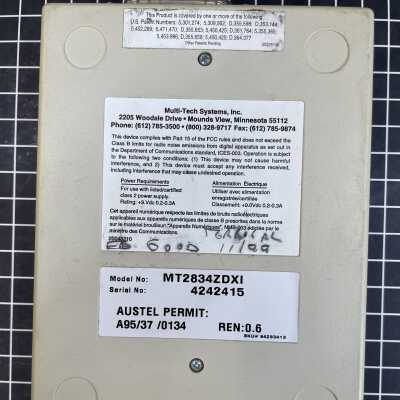 This Product is covered by one or more of the following
U.S. Patent Numbers: 5,301,274; 5,309,562; D.355,598; D.353,144;
5,452,289; 5,471,470; D.355,653; 5,450,425; D.361,764; 5,355,365;
5,453,986; D.355,658; 5,450,425; D.364,377
Other Patents Pending
Multi-Tech Systems, Inc.
2205 Woodale Drive • Mounds View, Minnesota 55112
Phone: (612) 785-3500 • (800) 328-9717 Fax: (612) 785-9874
This device complies with Part 15 of the FCC rules and does not exceed the
Class B limits for radio noise emissions from digital apparatus as set out in
the Department of Communications standard, ICES-003. Operation is subject
to the following two conditions: (1) This device may not cause harmful
interference, and 2) This device must accept any interference received,
including interference that may cause undesired operation.
Power Requirements
For use with listed/certified
class 2 power supply.
Rating: +9.Vdc 0.2-0.3A
Alimentation Électrique
Utiliser avec alimentation
enregistrée/certifiée
Classement: +9.0Vdc 0.2-0.3A
Cet appareil numérique respecte les limites de bruits radioélectriques
applicables aux appareils numériques de classe B prescrites dans la norme
sur le matériel brouilleur: "Appareils Numériques", NMB-003 édictée par le
ministre des Communications.
GOOD 11/99
Model No: MT2834ZDXI
Serial No: 4242415
AUSTEL PERMIT:
A95/37 /0134 REN:0.6